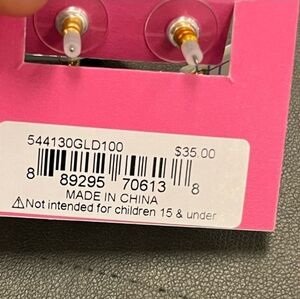 544130GLD100 $35.00
8 89295 70613 8
MADE IN CHINA
⚠Not intended for children 15 & under